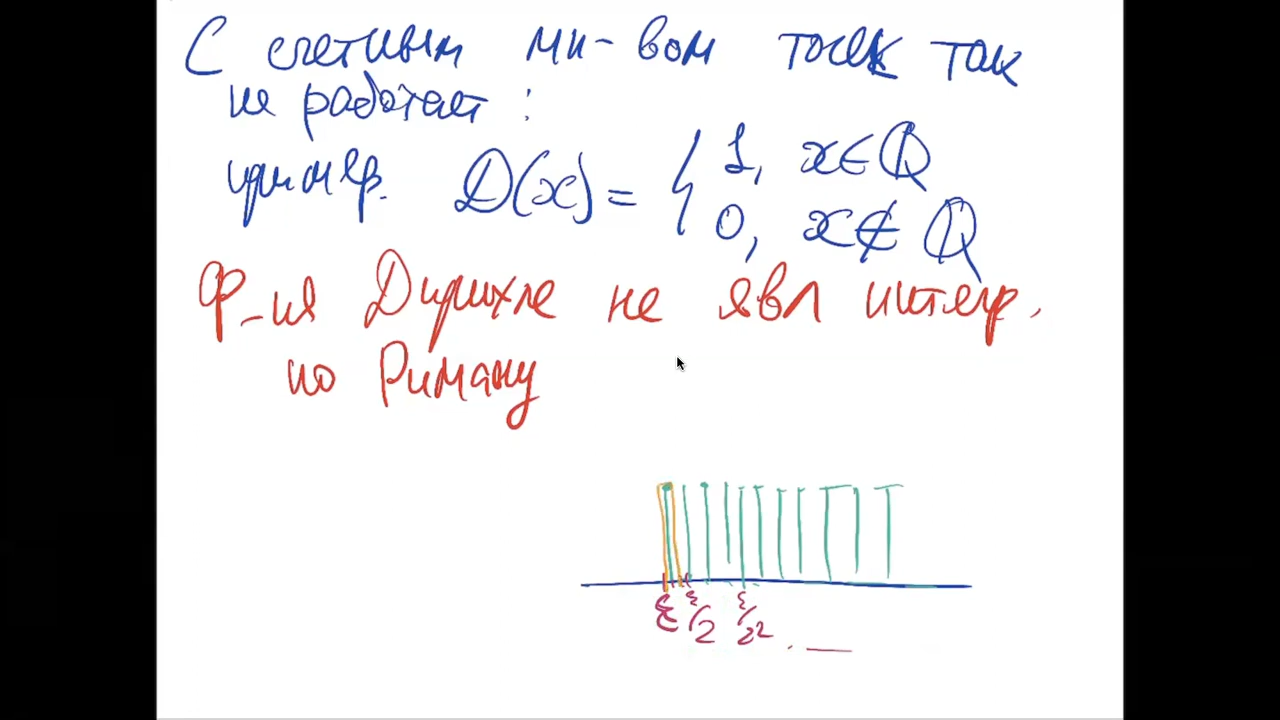 С счетным мн-вом точек так
не работает :
пример. D(x) = { 1, x∈ℚ
0, x∉ℚ
Ф-ия Дирихле не явл интегр.
по Риману
ε ε/2 ε/2² . __